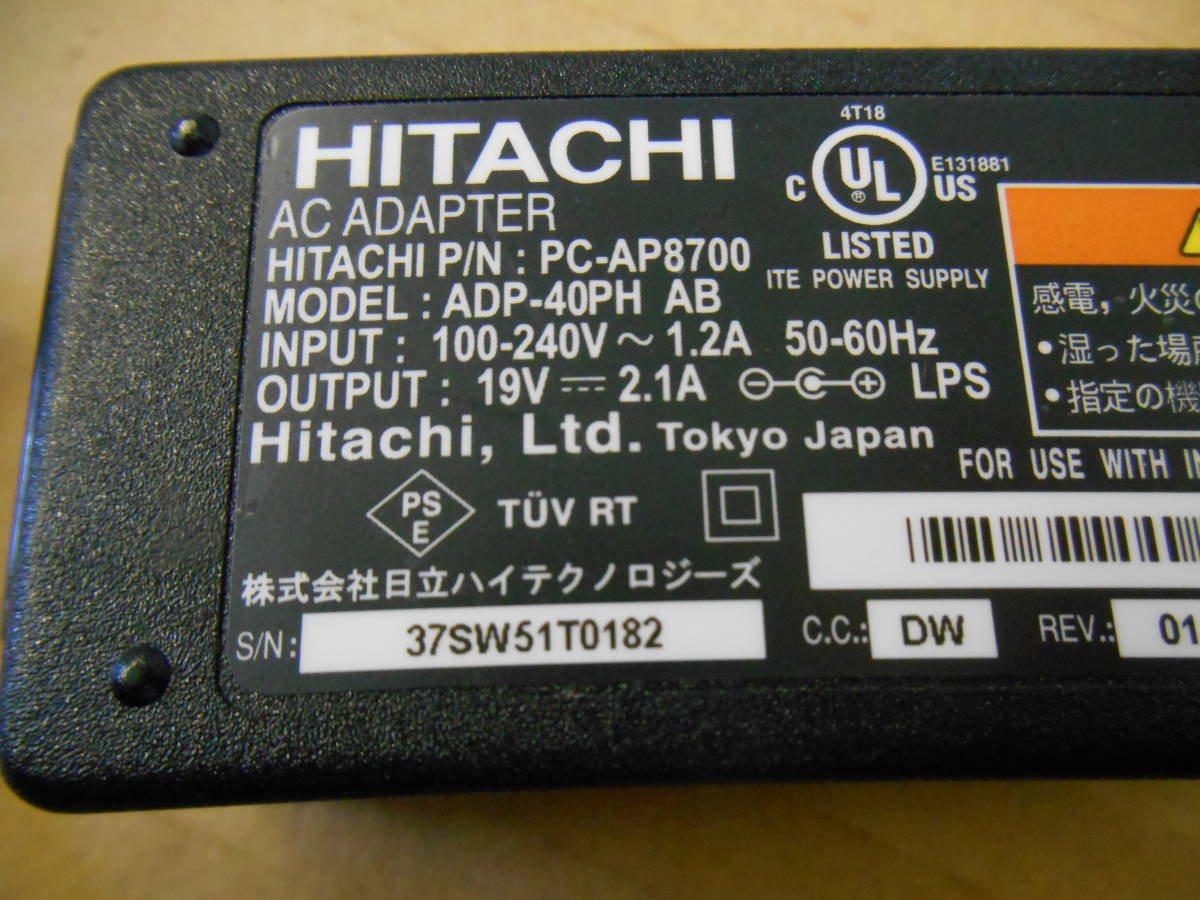 HITACHI
AC ADAPTER
HITACHI P/N : PC-AP8700
MODEL : ADP-40PH AB
INPUT : 100-240V ~ 1.2A 50-60Hz
OUTPUT : 19V ⎓ 2.1A LPS
Hitachi, Ltd. Tokyo Japan
4T18
UL ®
C US
E131881
LISTED
ITE POWER SUPPLY
感電，火災の
•湿った場
•指定の機
FOR USE WITH
PS
E
TÜV RT
株式会社日立ハイテクノロジーズ
S/N: 37SW51T0182
C.C.: DW
REV.: 01